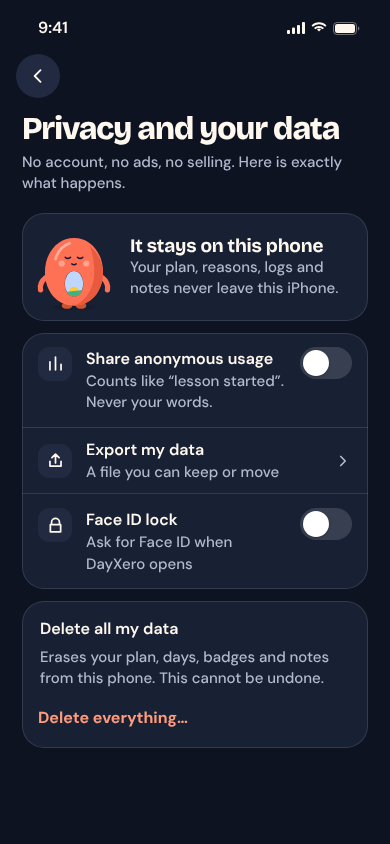 9:41
Privacy and your data
No account, no ads, no selling. Here is exactly
what happens.
It stays on this phone
Your plan, reasons, logs and
notes never leave this iPhone.
Share anonymous usage
Counts like “lesson started”.
Never your words.
Export my data
A file you can keep or move
Face ID lock
Ask for Face ID when
DayXero opens
Delete all my data
Erases your plan, days, badges and notes
from this phone. This cannot be undone.
Delete everything…